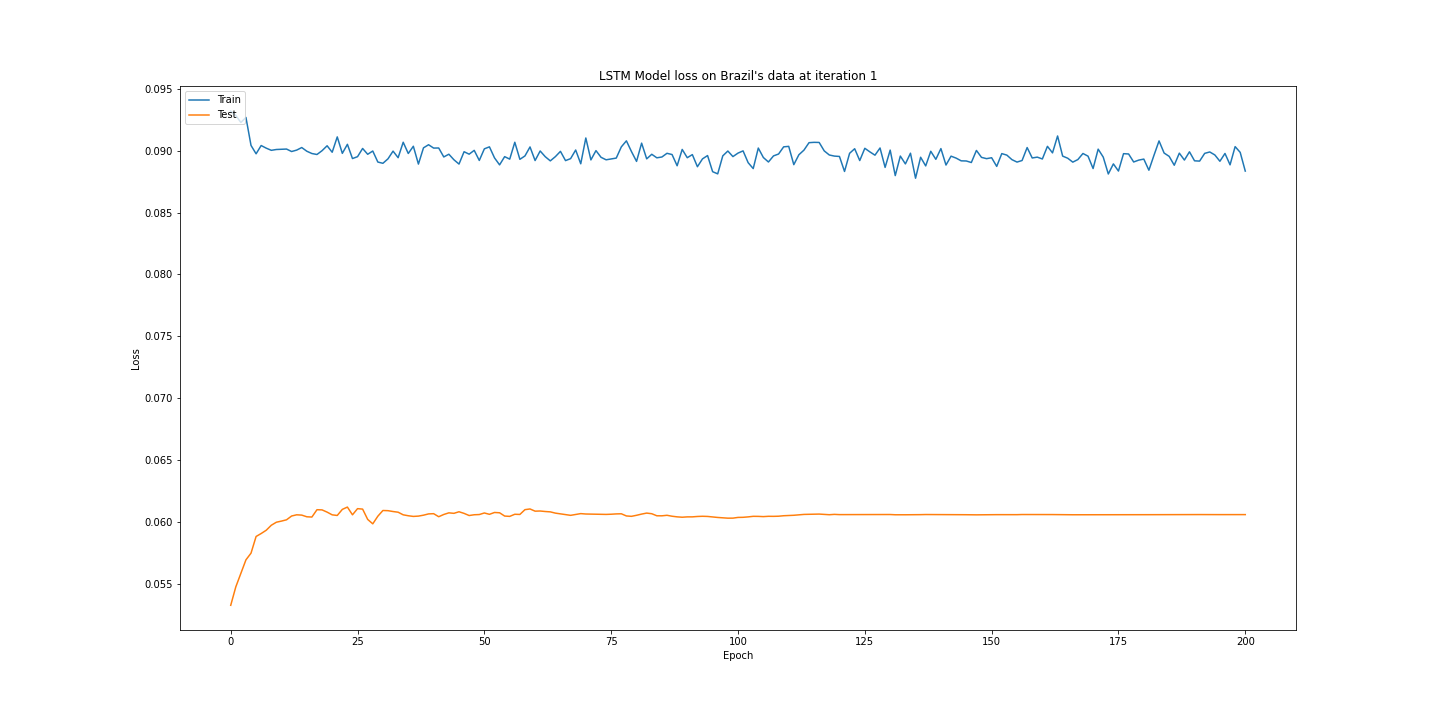 LSTM Model loss on Brazil's data at iteration 1
Train
Test
0.095
0.090
0.085
0.080
0.075
0.070
0.065
0.060
0.055
Loss
0 25 50 75 100 125 150 175 200
Epoch